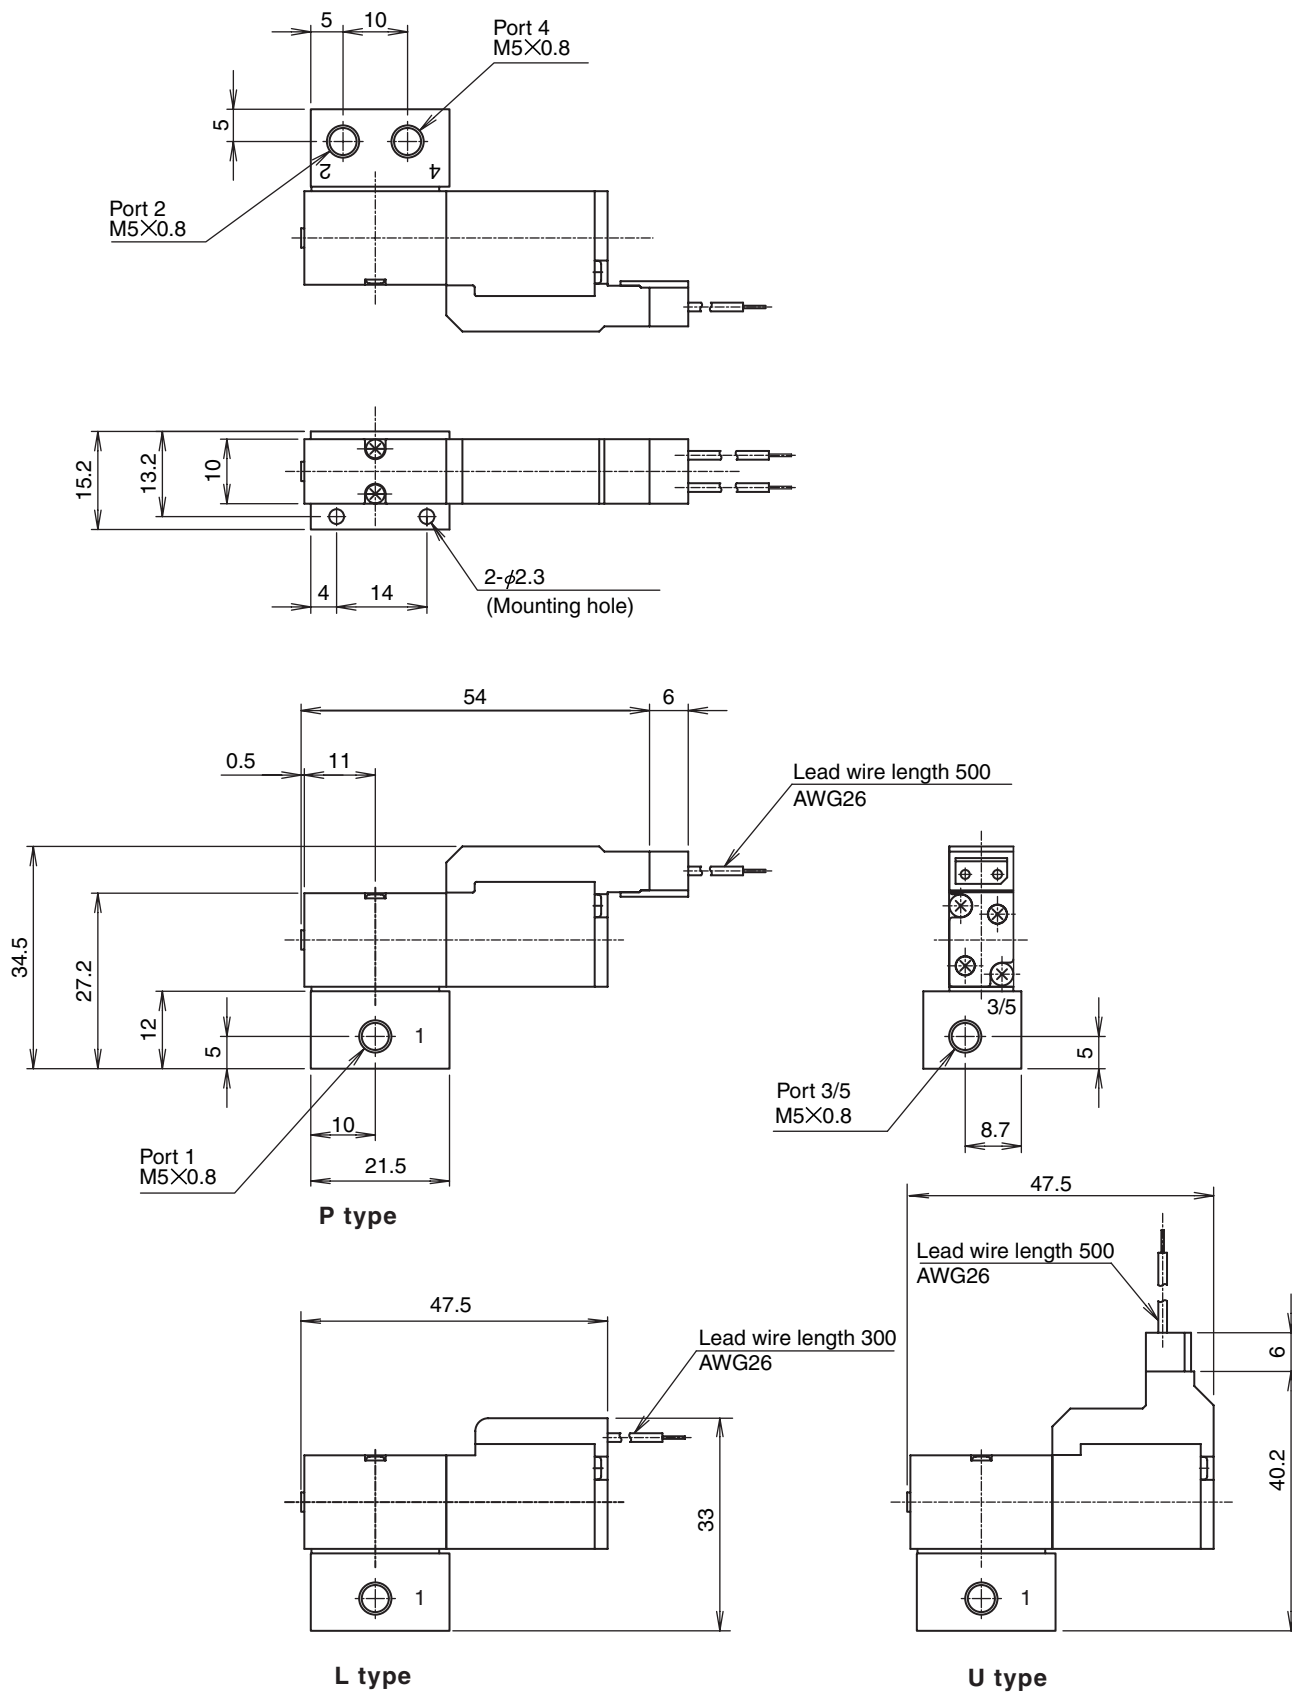 5
10
Port 4
M5×0.8
5
2
4
Port 2
M5×0.8
15.2
13.2
10
4
14
2-ϕ2.3
(Mounting hole)
54
6
0.5
11
Lead wire length 500
AWG26
34.5
27.2
12
5
1
3/5
5
Port 3/5
M5×0.8
8.7
10
Port 1
M5×0.8
21.5
P type
47.5
Lead wire length 500
AWG26
47.5
Lead wire length 300
AWG26
6
40.2
33
1
1
L type
U type